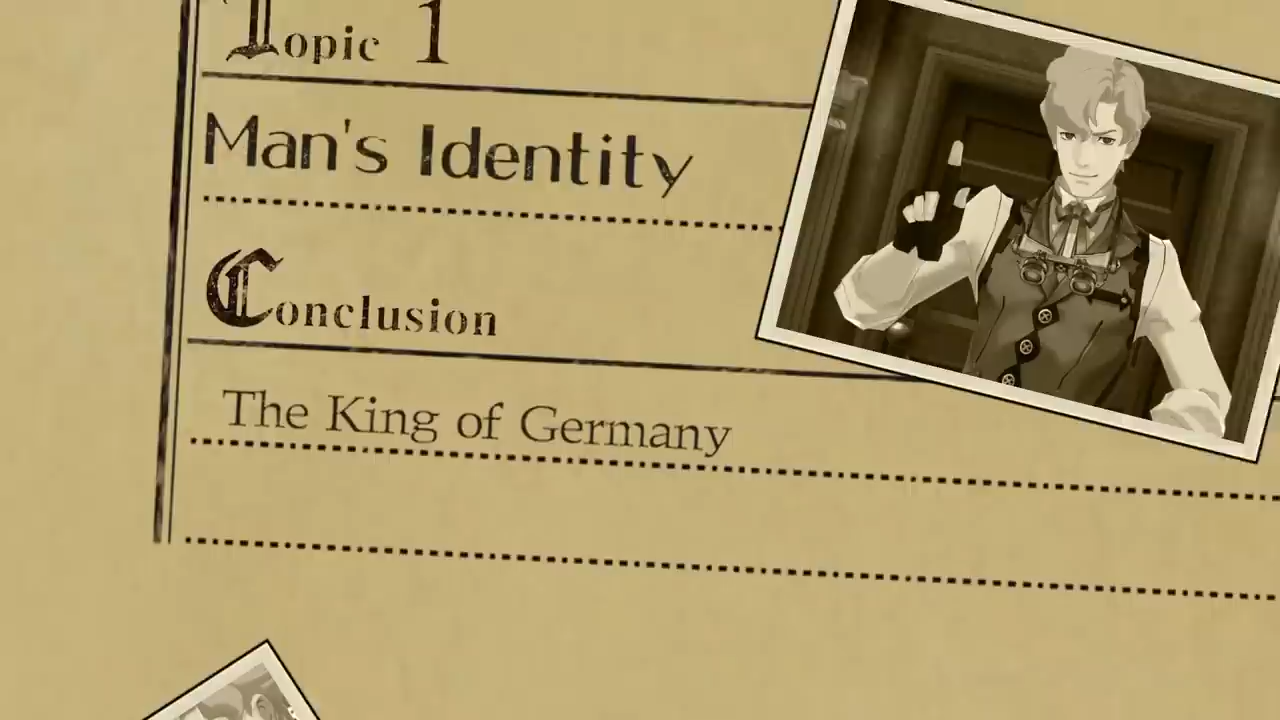 Topic 1
Man's Identity
Conclusion
The King of Germany